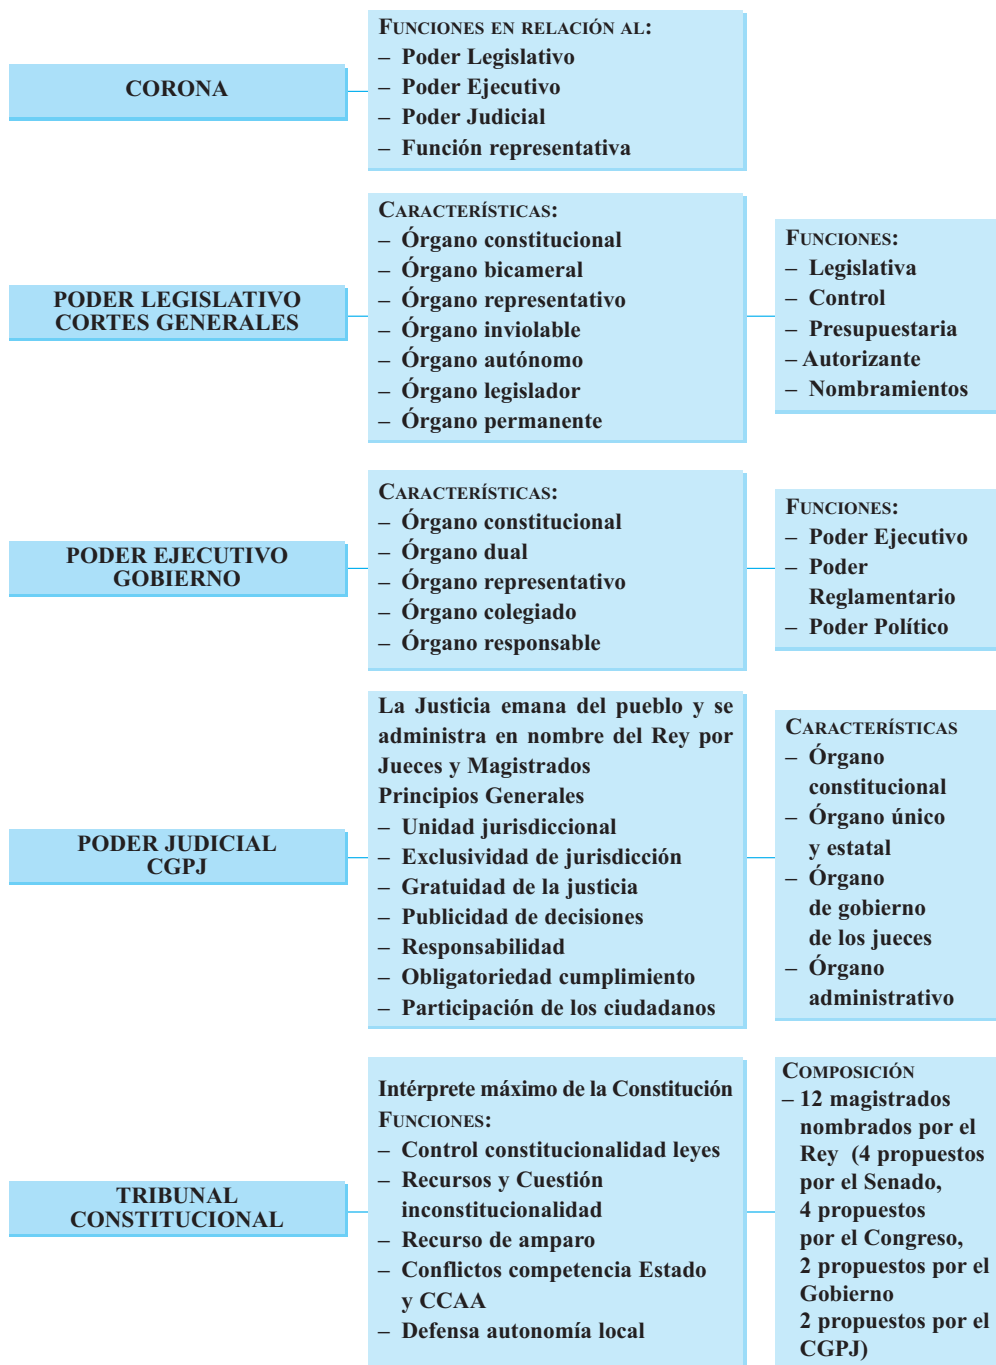 CORONA
FUNCIONES EN RELACIÓN AL:
– Poder Legislativo
– Poder Ejecutivo
– Poder Judicial
– Función representativa
PODER LEGISLATIVO
CORTES GENERALES
CARACTERÍSTICAS:
– Órgano constitucional
– Órgano bicameral
– Órgano representativo
– Órgano inviolable
– Órgano autónomo
– Órgano legislador
– Órgano permanente
FUNCIONES:
– Legislativa
– Control
– Presupuestaria
– Autorizante
– Nombramientos
PODER EJECUTIVO
GOBIERNO
CARACTERÍSTICAS:
– Órgano constitucional
– Órgano dual
– Órgano representativo
– Órgano colegiado
– Órgano responsable
FUNCIONES:
– Poder Ejecutivo
– Poder
Reglamentario
– Poder Político
PODER JUDICIAL
CGPJ
La Justicia emana del pueblo y se
administra en nombre del Rey por
Jueces y Magistrados
Principios Generales
– Unidad jurisdiccional
– Exclusividad de jurisdicción
– Gratuidad de la justicia
– Publicidad de decisiones
– Responsabilidad
– Obligatoriedad cumplimiento
– Participación de los ciudadanos
CARACTERÍSTICAS
– Órgano
constitucional
– Órgano único
y estatal
– Órgano
de gobierno
de los jueces
– Órgano
administrativo
TRIBUNAL
CONSTITUCIONAL
Intérprete máximo de la Constitución
FUNCIONES:
– Control constitucionalidad leyes
– Recursos y Cuestión
inconstitucionalidad
– Recurso de amparo
– Conflictos competencia Estado
y CCAA
– Defensa autonomía local
COMPOSICIÓN
– 12 magistrados
nombrados por el
Rey (4 propuestos
por el Senado,
4 propuestos
por el Congreso,
2 propuestos por el
Gobierno
2 propuestos por el
CGPJ)